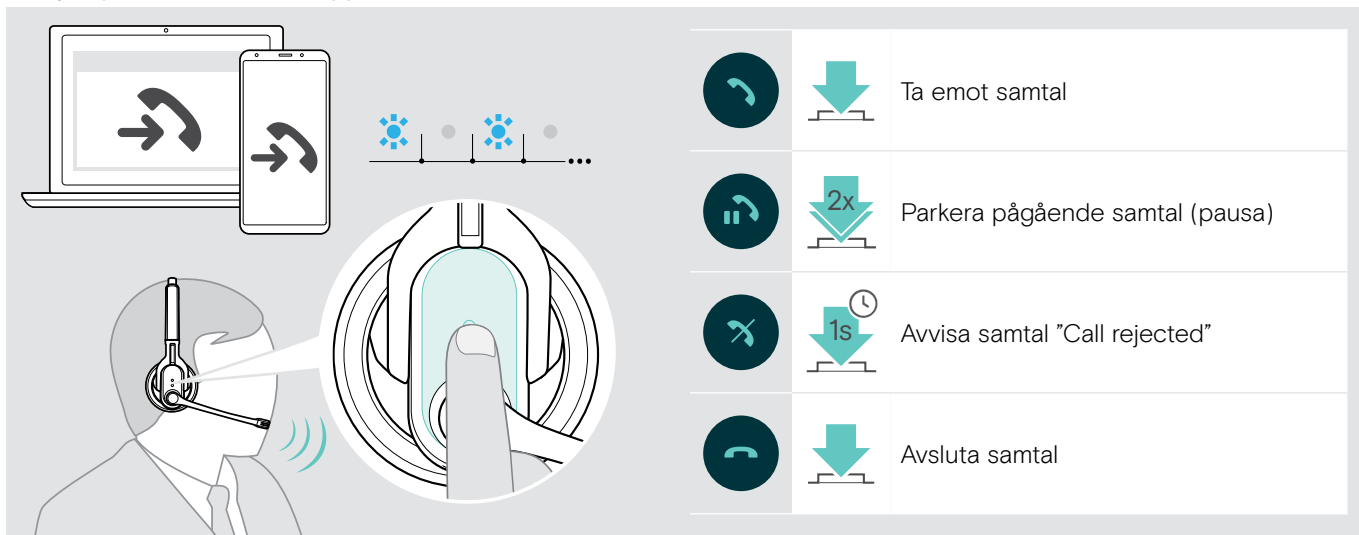 Ta emot samtal
2x
Parkera pågående samtal (pausa)
1s
Avvisa samtal ”Call rejected”
Avsluta samtal